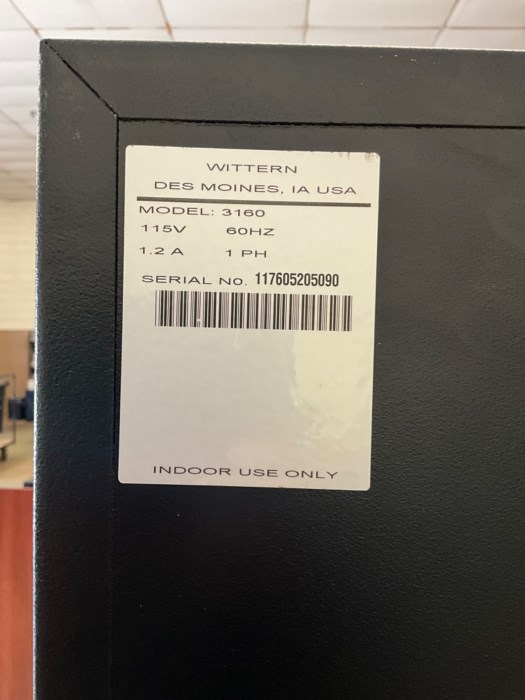 WITTERN
DES MOINES, IA USA
MODEL: 3160
115V 60HZ
1.2 A 1 PH
SERIAL NO. 117605205090
INDOOR USE ONLY